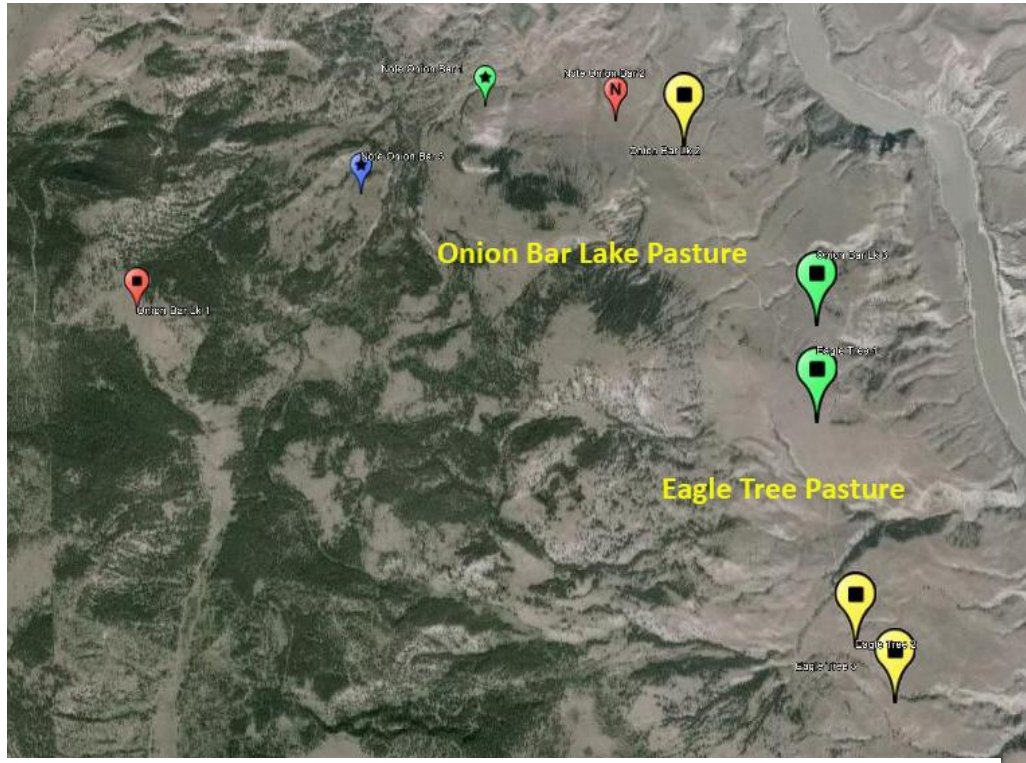 Note Onion Bar 1
Note Onion Bar 2
N
Onion Bar Lk 2
Note Onion Bar 3
Onion Bar Lake Pasture
Onion Bar Lk 3
Onion Bar Lk 1
Eagle Tree 1
Eagle Tree Pasture
Eagle Tree 2
Eagle Tree 3